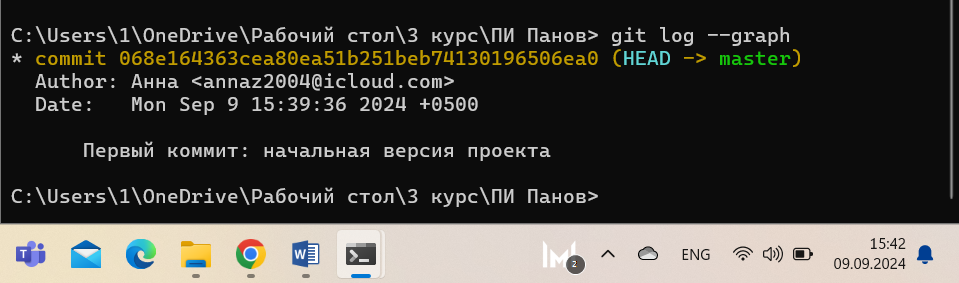 C:\Users\1\OneDrive\Рабочий стол\3 курс\ПИ Панов> git log --graph
* commit 068e164363cea80ea51b251beb74130196506ea0 (HEAD -> master)
Author: Анна <annaz2004@icloud.com>
Date:   Mon Sep 9 15:39:36 2024 +0500
Первый коммит: начальная версия проекта
C:\Users\1\OneDrive\Рабочий стол\3 курс\ПИ Панов>
2
ENG
15:42
09.09.2024